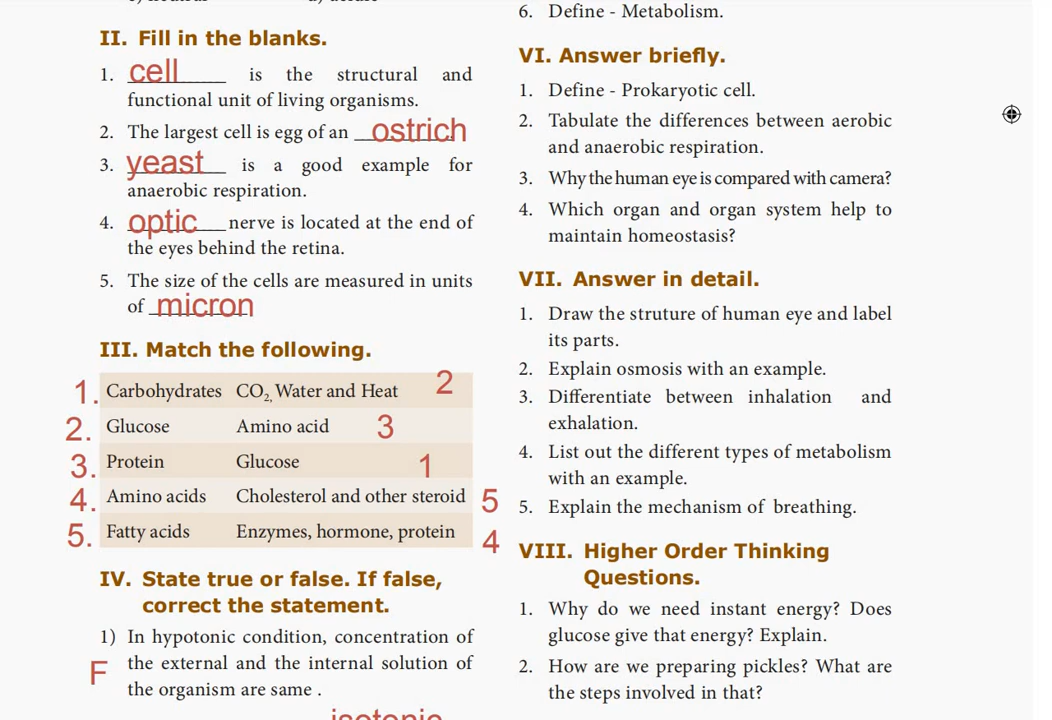 II. Fill in the blanks.
1. cell is the structural and
functional unit of living organisms.
2. The largest cell is egg of an ostrich
3. yeast is a good example for
anaerobic respiration.
4. optic nerve is located at the end of
the eyes behind the retina.
5. The size of the cells are measured in units
of micron
III. Match the following.
1. Carbohydrates CO2, Water and Heat 2
2. Glucose Amino acid 3
3. Protein Glucose 1
4. Amino acids Cholesterol and other steroid 5
5. Fatty acids Enzymes, hormone, protein 4
IV. State true or false. If false,
correct the statement.
1) In hypotonic condition, concentration of
F the external and the internal solution of
the organism are same .
isotonic
6. Define - Metabolism.
VI. Answer briefly.
1. Define - Prokaryotic cell.
2. Tabulate the differences between aerobic
and anaerobic respiration.
3. Why the human eye is compared with camera?
4. Which organ and organ system help to
maintain homeostasis?
VII. Answer in detail.
1. Draw the struture of human eye and label
its parts.
2. Explain osmosis with an example.
3. Differentiate between inhalation and
exhalation.
4. List out the different types of metabolism
with an example.
5. Explain the mechanism of breathing.
VIII. Higher Order Thinking
Questions.
1. Why do we need instant energy? Does
glucose give that energy? Explain.
2. How are we preparing pickles? What are
the steps involved in that?